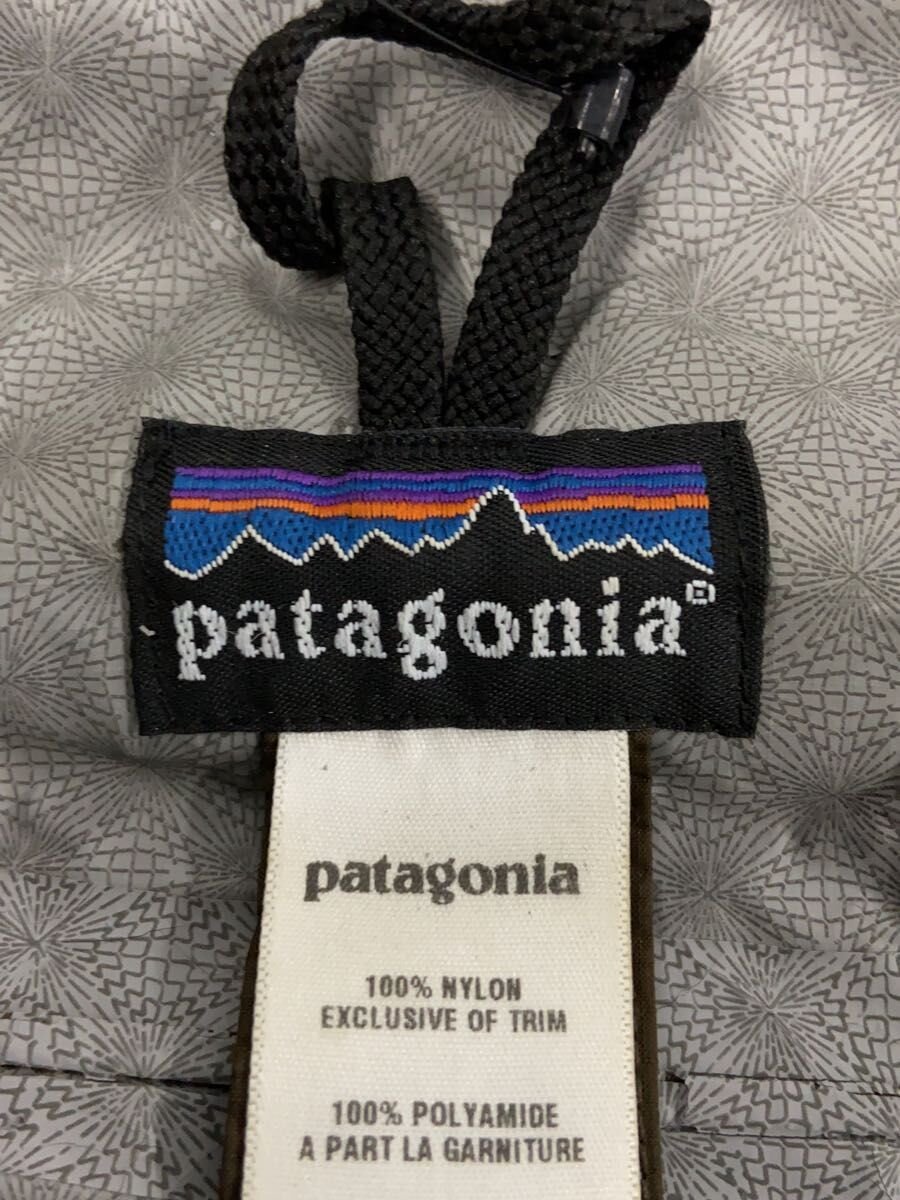 patagonia®
patagonia
100% NYLON
EXCLUSIVE OF TRIM
100% POLYAMIDE
A PART LA GARNITURE